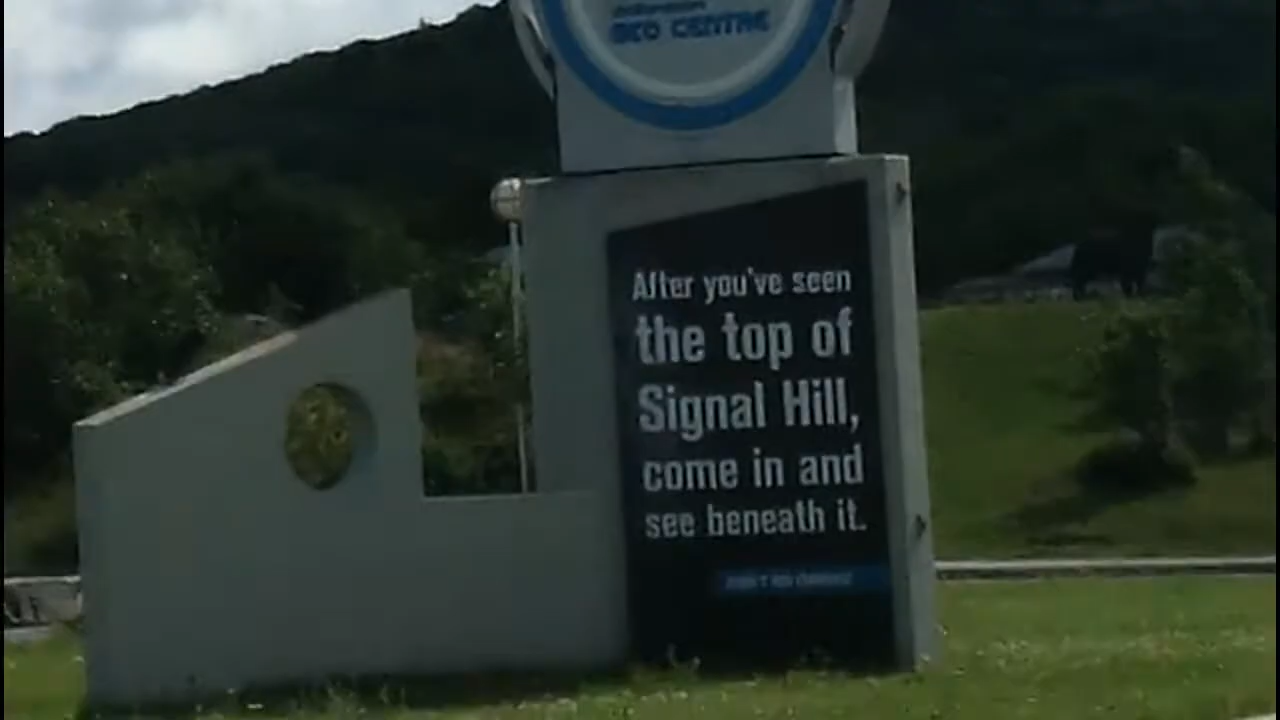 GEO CENTRE
After you've seen
the top of
Signal Hill,
come in and
see beneath it.